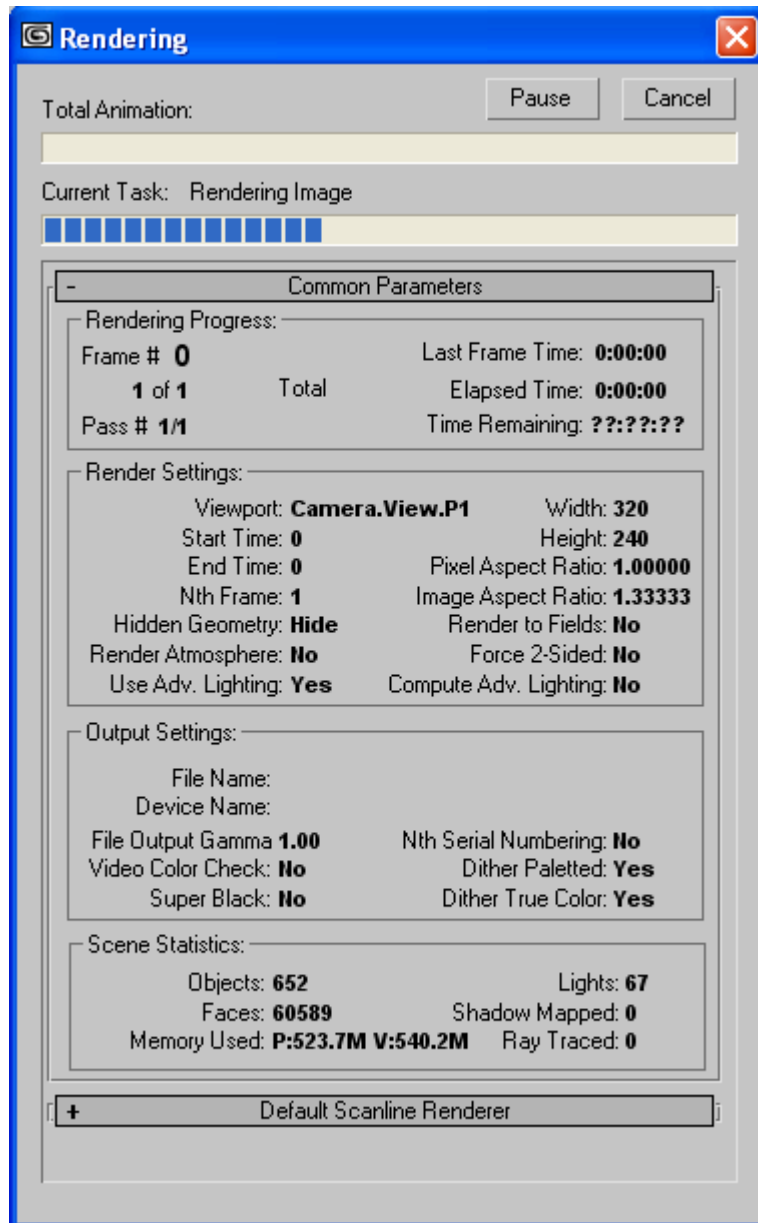 Rendering
Pause Cancel
Total Animation:
Current Task: Rendering Image
- Common Parameters
Rendering Progress:
Frame # 0 Last Frame Time: 0:00:00
1 of 1 Total Elapsed Time: 0:00:00
Pass # 1/1 Time Remaining: ??:??:??
Render Settings:
Viewport: Camera.View.P1 Width: 320
Start Time: 0 Height: 240
End Time: 0 Pixel Aspect Ratio: 1.00000
Nth Frame: 1 Image Aspect Ratio: 1.33333
Hidden Geometry: Hide Render to Fields: No
Render Atmosphere: No Force 2-Sided: No
Use Adv. Lighting: Yes Compute Adv. Lighting: No
Output Settings:
File Name:
Device Name:
File Output Gamma 1.00 Nth Serial Numbering: No
Video Color Check: No Dither Paletted: Yes
Super Black: No Dither True Color: Yes
Scene Statistics:
Objects: 652 Lights: 67
Faces: 60589 Shadow Mapped: 0
Memory Used: P:523.7M V:540.2M Ray Traced: 0
+ Default Scanline Renderer